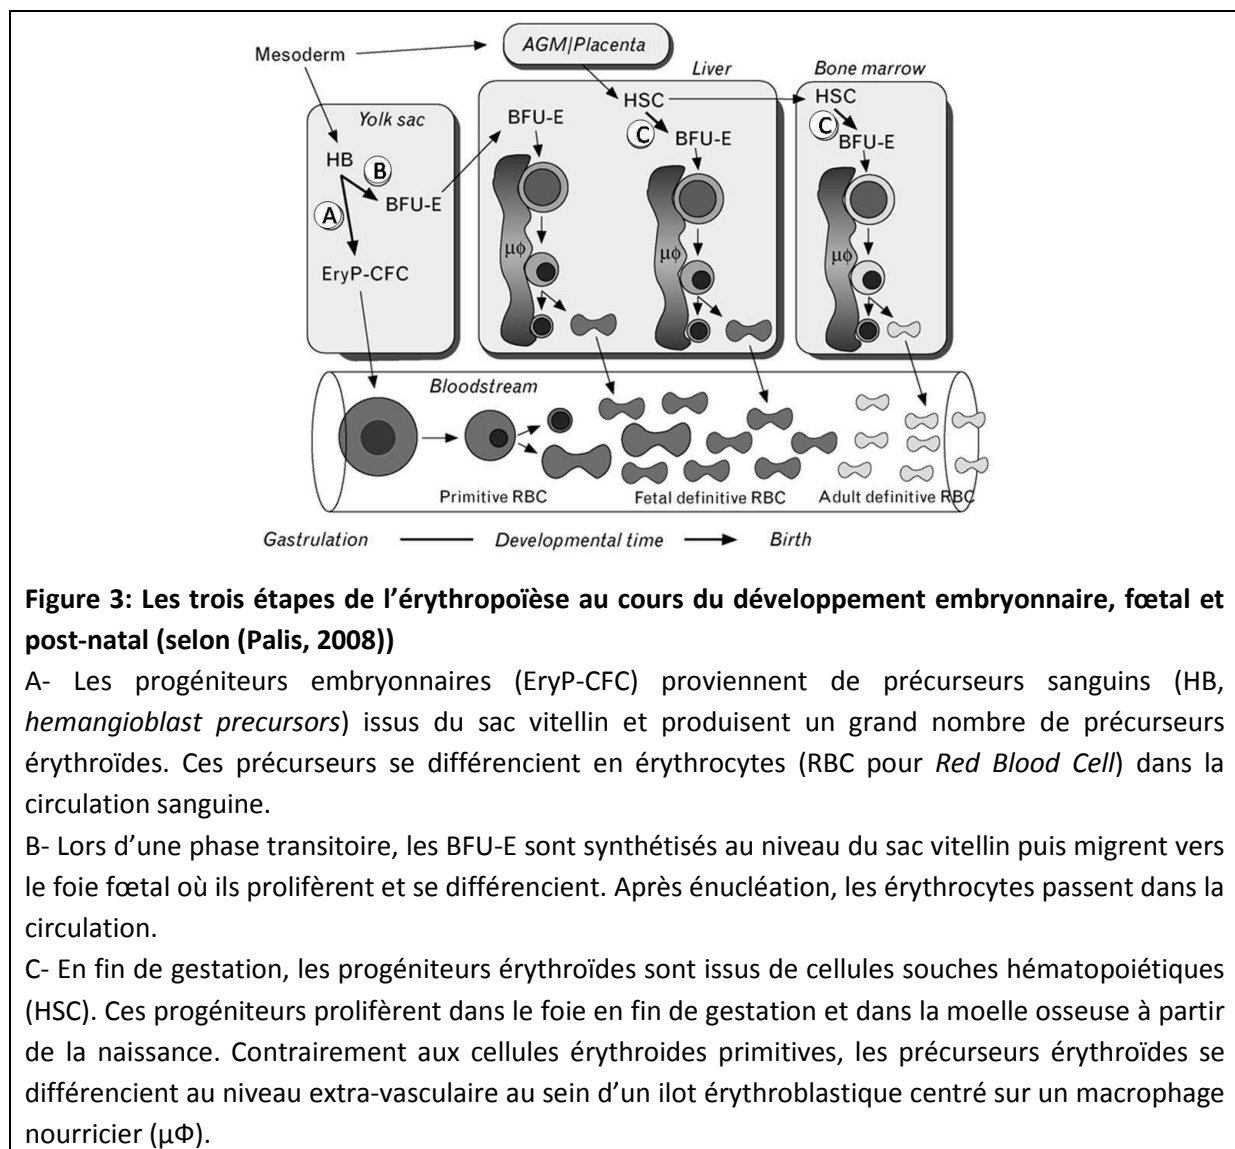 Mesoderm
AGM/Placenta
Liver
Bone marrow
Yolk sac
HSC
HSC
BFU-E
C
C
BFU-E
BFU-E
HB
B
BFU-E
A
μϕ
μϕ
μϕ
EryP-CFC
Bloodstream
Primitive RBC
Fetal definitive RBC
Adult definitive RBC
Gastrulation
Developmental time
Birth
Figure 3: Les trois étapes de l’érythropoïèse au cours du développement embryonnaire, fœtal et
post-natal (selon (Palis, 2008))
A- Les progéniteurs embryonnaires (EryP-CFC) proviennent de précurseurs sanguins (HB,
hemangioblast precursors) issus du sac vitellin et produisent un grand nombre de précurseurs
érythroïdes. Ces précurseurs se différencient en érythrocytes (RBC pour Red Blood Cell) dans la
circulation sanguine.
B- Lors d’une phase transitoire, les BFU-E sont synthétisés au niveau du sac vitellin puis migrent vers
le foie fœtal où ils prolifèrent et se différencient. Après énucléation, les érythrocytes passent dans la
circulation.
C- En fin de gestation, les progéniteurs érythroïdes sont issus de cellules souches hématopoiétiques
(HSC). Ces progéniteurs prolifèrent dans le foie en fin de gestation et dans la moelle osseuse à partir
de la naissance. Contrairement aux cellules érythroides primitives, les précurseurs érythroïdes se
différencient au niveau extra-vasculaire au sein d’un ilot érythroblastique centré sur un macrophage
nourricier (μΦ).